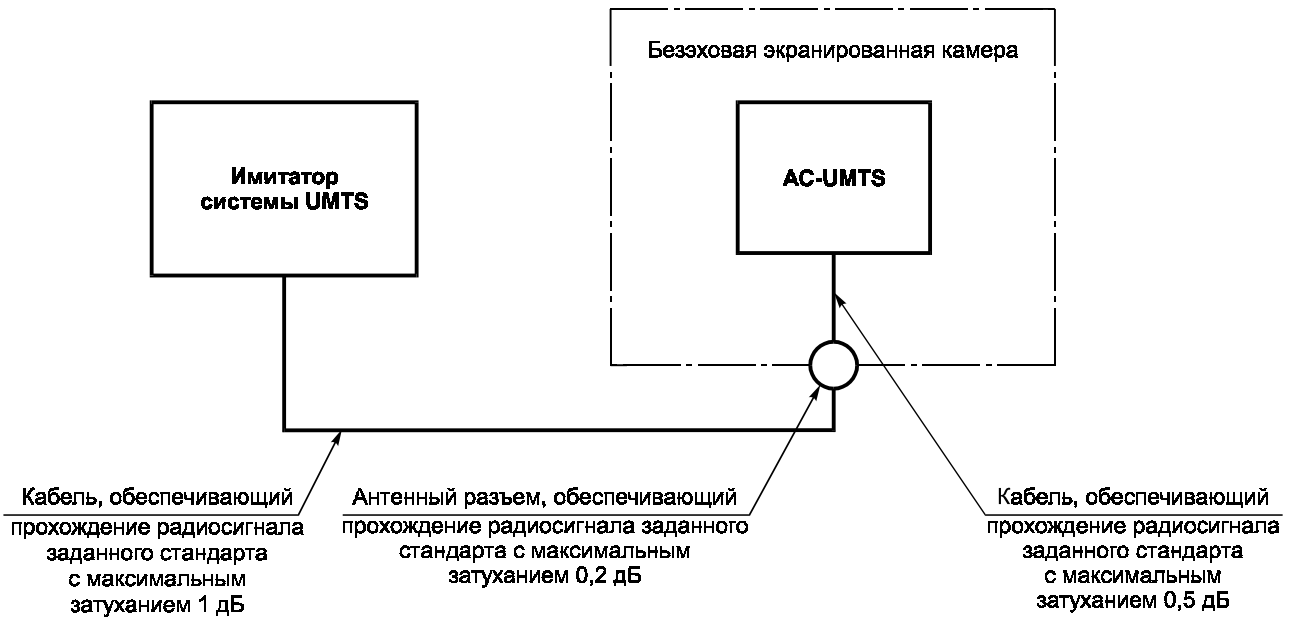 Безэховая экранированная камера
Имитатор
системы UMTS
АС-UMTS
Кабель, обеспечивающий
прохождение радиосигнала
заданного стандарта
с максимальным
затуханием 1 дБ
Антенный разъем, обеспечивающий
прохождение радиосигнала заданного
стандарта с максимальным
затуханием 0,2 дБ
Кабель, обеспечивающий
прохождение радиосигнала
заданного стандарта
с максимальным
затуханием 0,5 дБ